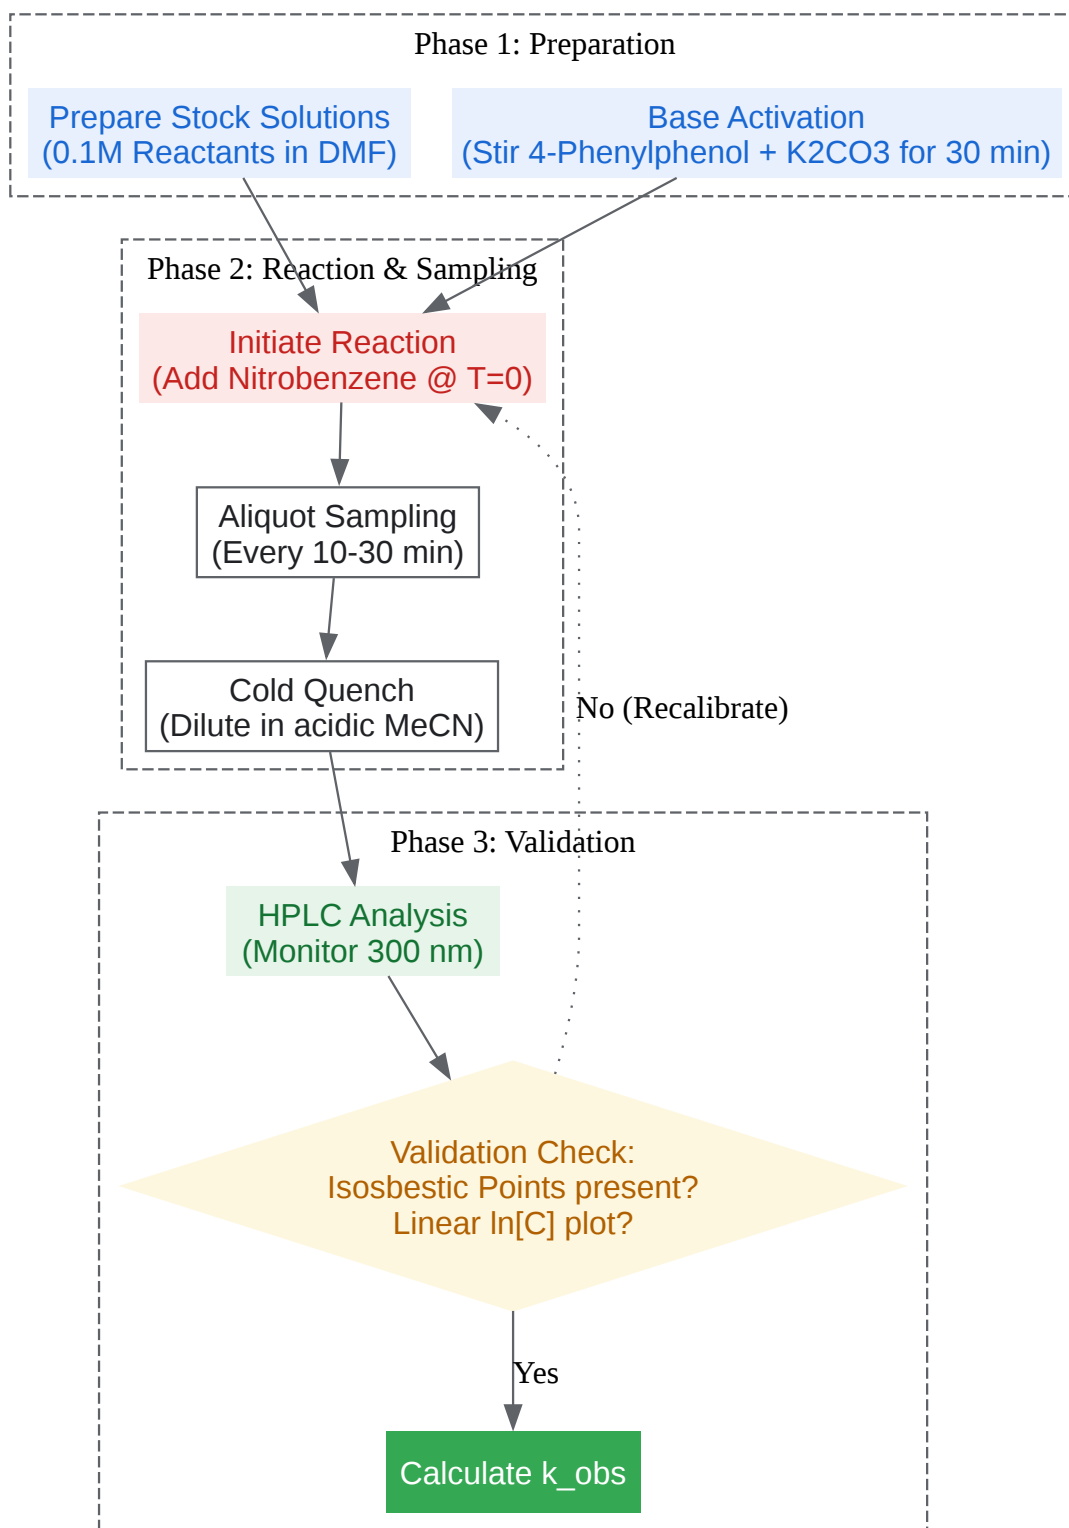 Phase 1: Preparation
Prepare Stock Solutions
(0.1M Reactants in DMF)
Base Activation
(Stir 4-Phenylphenol + K2CO3 for 30 min)
Phase 2: Reaction & Sampling
Initiate Reaction
(Add Nitrobenzene @ T=0)
Aliquot Sampling
(Every 10-30 min)
Cold Quench
(Dilute in acidic MeCN)
No (Recalibrate)
Phase 3: Validation
HPLC Analysis
(Monitor 300 nm)
Validation Check:
Isosbestic Points present?
Linear ln[C] plot?
Yes
Calculate k_obs